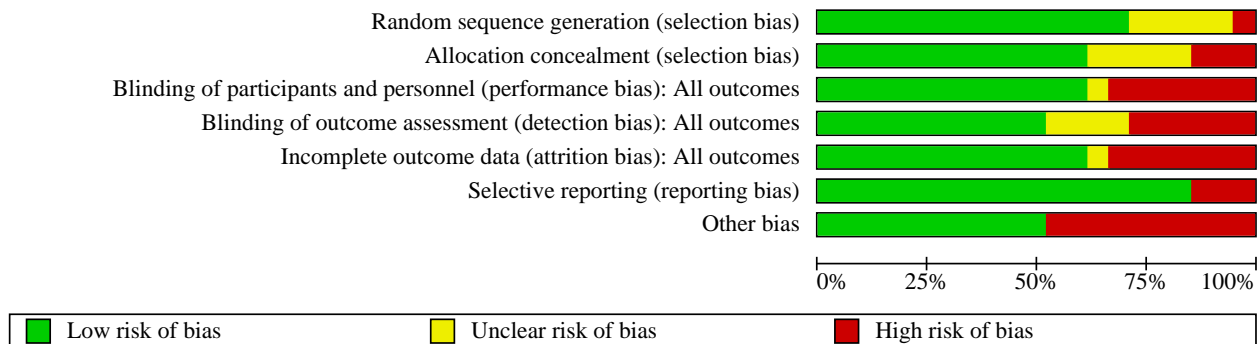 Random sequence generation (selection bias)
Allocation concealment (selection bias)
Blinding of participants and personnel (performance bias): All outcomes
Blinding of outcome assessment (detection bias): All outcomes
Incomplete outcome data (attrition bias): All outcomes
Selective reporting (reporting bias)
Other bias
0% 25% 50% 75% 100%
Low risk of bias Unclear risk of bias High risk of bias